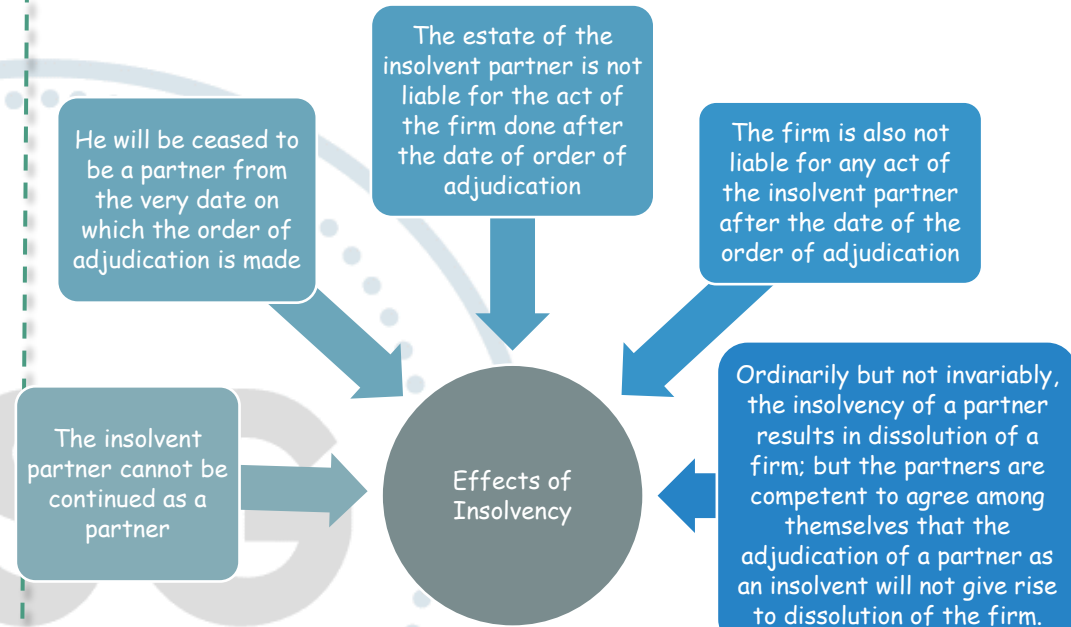 The estate of the
insolvent partner is not
liable for the act of
the firm done after
the date of order of
adjudication
He will be ceased to
be a partner from
the very date on
which the order of
adjudication is made
The firm is also not
liable for any act of
the insolvent partner
after the date of the
order of adjudication
The insolvent
partner cannot be
continued as a
partner
Effects of
Insolvency
Ordinarily but not invariably,
the insolvency of a partner
results in dissolution of a
firm; but the partners are
competent to agree among
themselves that the
adjudication of a partner as
an insolvent will not give rise
to dissolution of the firm.